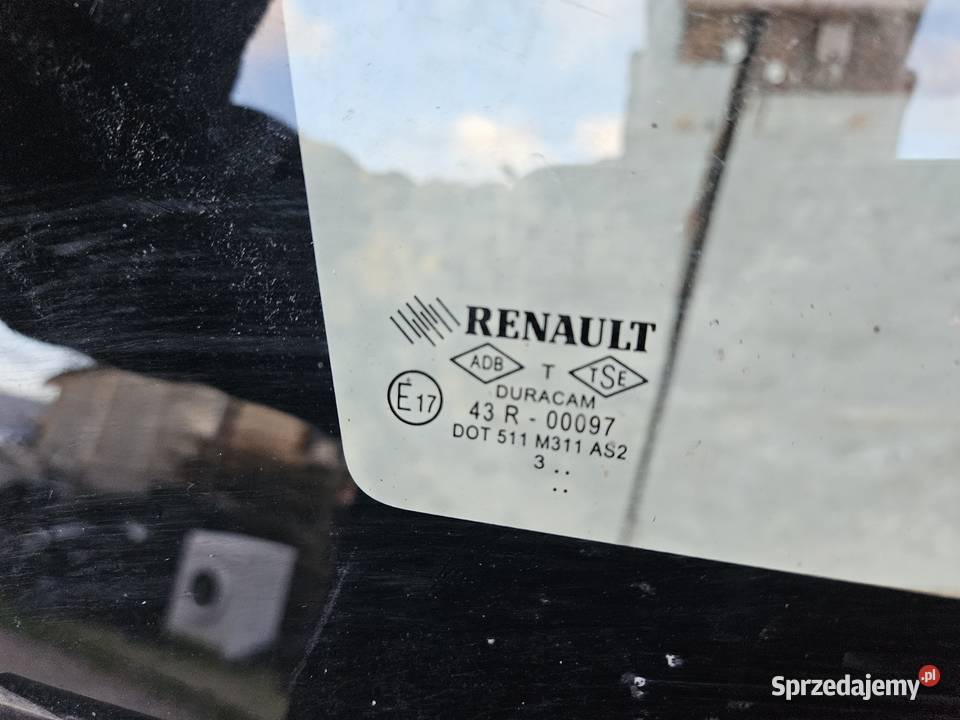 RENAULT
ADB T TSE
DURACAM
E17
43 R - 00097
DOT 511 M311 AS2
3 ..
..
Sprzedajemy.pl